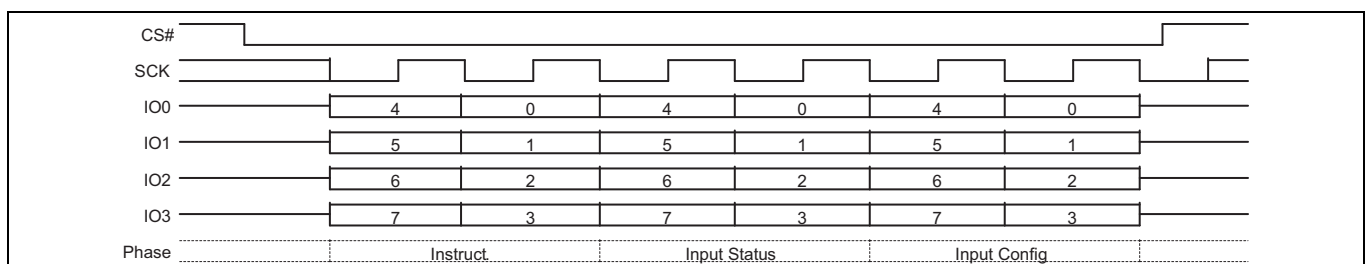 CS#
SCK
IO0 4 0 4 0 4 0
IO1 5 1 5 1 5 1
IO2 6 2 6 2 6 2
IO3 7 3 7 3 7 3
Phase Instruct. Input Status Input Config